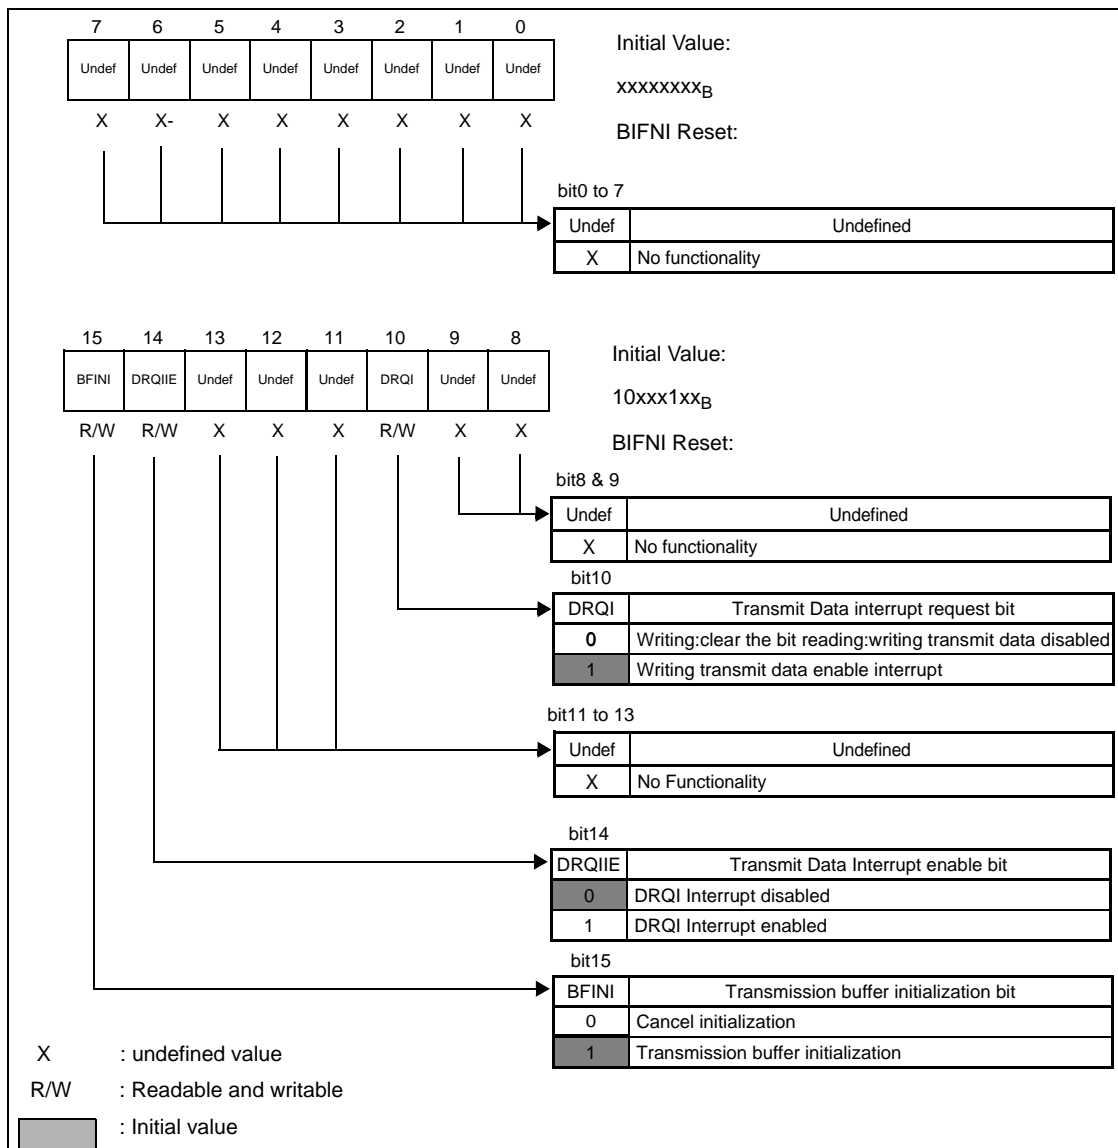 7 6 5 4 3 2 1 0
Initial Value:
Undef Undef Undef Undef Undef Undef Undef Undef
xxxxxxxxB
X X- X X X X X X
BIFNI Reset:
bit0 to 7
Undef Undefined
X No functionality
15 14 13 12 11 10 9 8
Initial Value:
BFINI DRQIIE Undef Undef Undef DRQI Undef Undef
10xxx1xxB
R/W R/W X X X R/W X X
BIFNI Reset:
bit8 & 9
Undef Undefined
X No functionality
bit10
DRQI Transmit Data interrupt request bit
0 Writing:clear the bit reading:writing transmit data disabled
1 Writing transmit data enable interrupt
bit11 to 13
Undef Undefined
X No Functionality
bit14
DRQIIE Transmit Data Interrupt enable bit
0 DRQI Interrupt disabled
1 DRQI Interrupt enabled
bit15
BFINI Transmission buffer initialization bit
0 Cancel initialization
1 Transmission buffer initialization
X : undefined value
R/W : Readable and writable
: Initial value